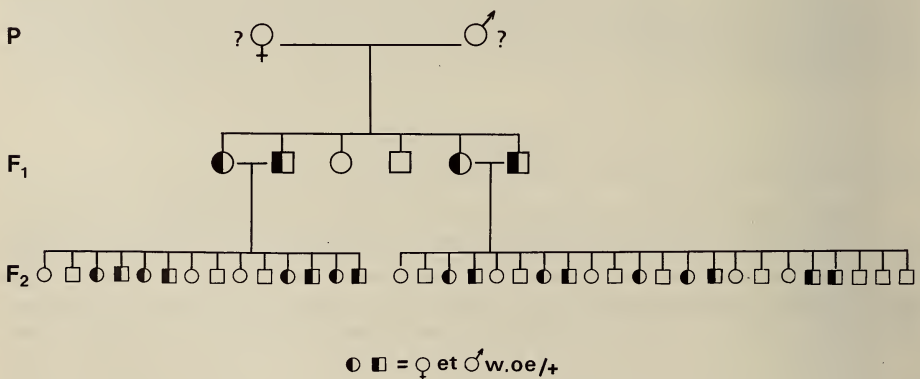 P ? ♀ ♂ ?
F₁
F₂
◐ ◧ = ♀ et ♂ w.oe/+